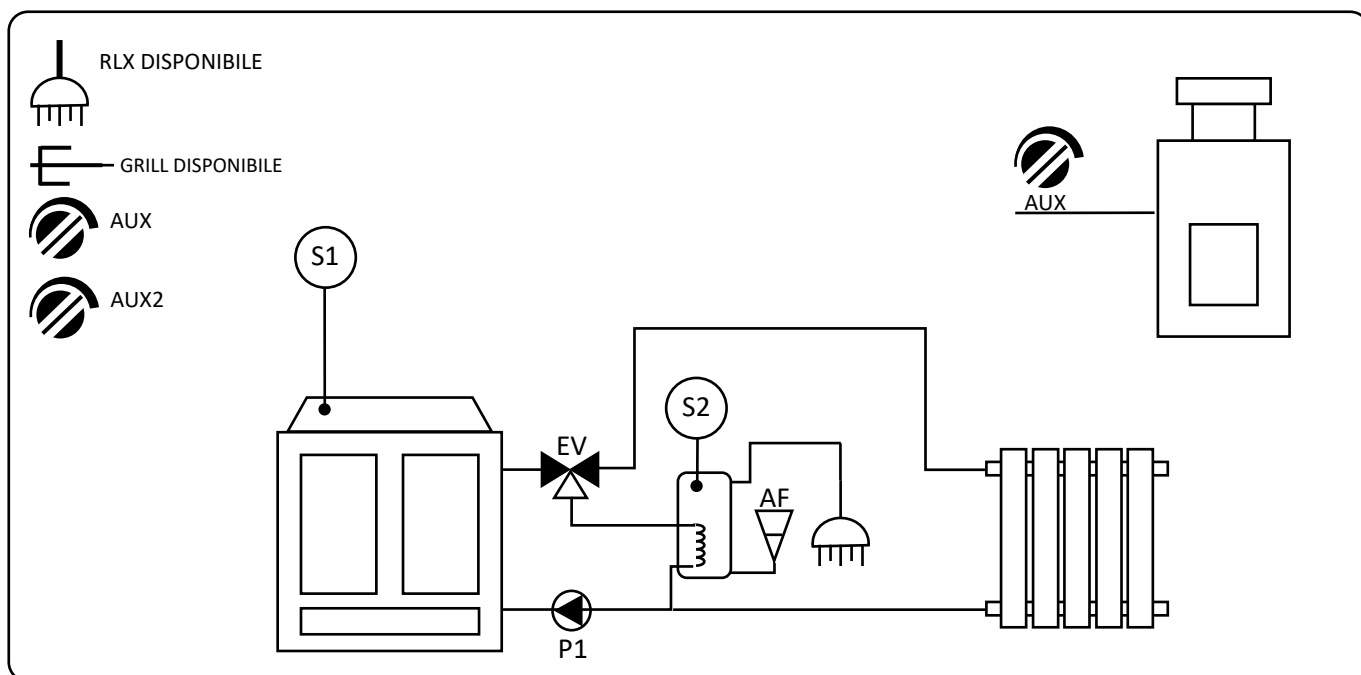 RLX DISPONIBILE
GRILL DISPONIBILE
AUX
AUX2
AUX
S1
S2
EV
AF
P1